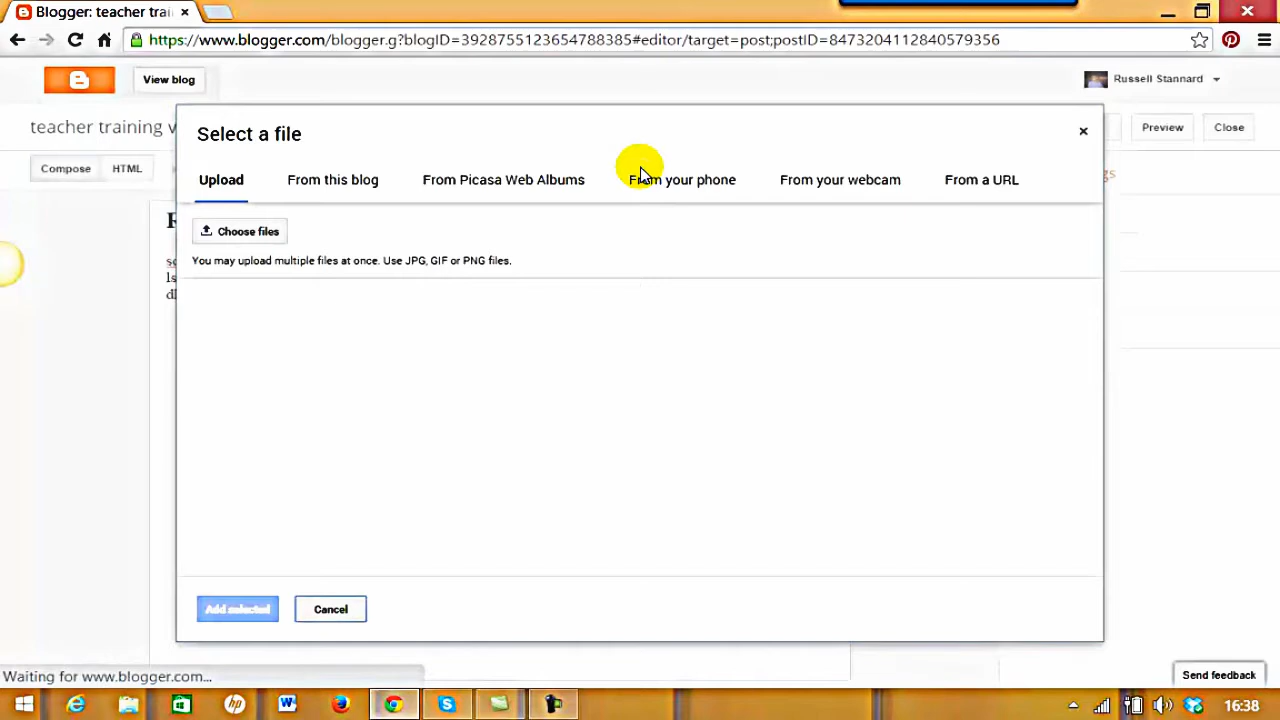 Blogger: teacher trai
https://www.blogger.com/blogger.g?blogID=3928755123654788385#editor/target=post;postID=8473204112840579356
View blog
Russell Stannard
teacher training v
Preview
Close
Compose
HTML
Select a file
Upload
From this blog
From Picasa Web Albums
From your phone
From your webcam
From a URL
Choose files
You may upload multiple files at once. Use JPG, GIF or PNG files.
Add selected
Cancel
Waiting for www.blogger.com...
Send feedback
16:38